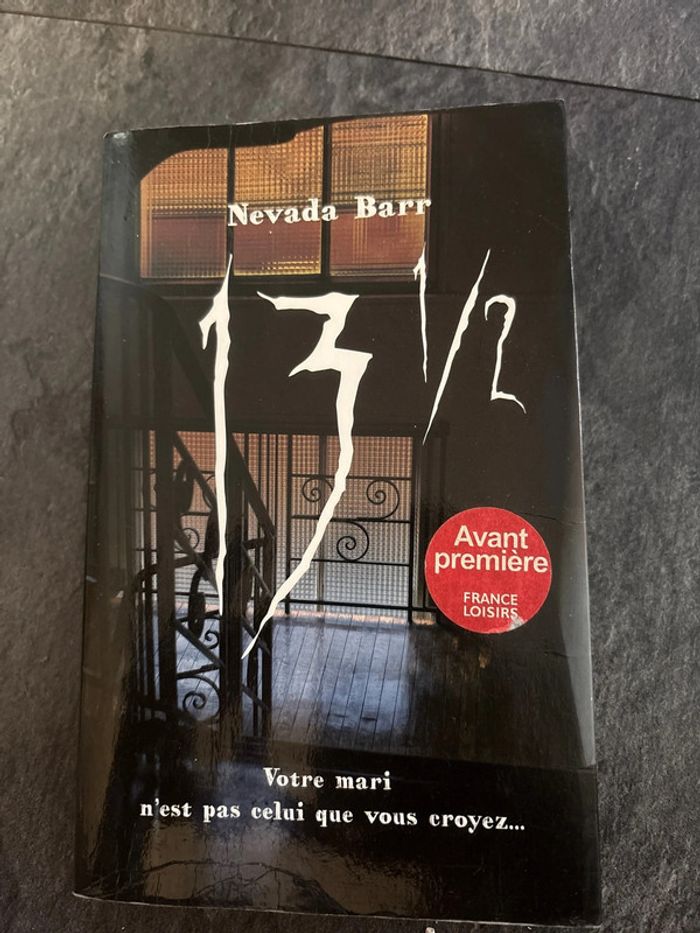 Nevada Barr
13 1/2
Avant
première
FRANCE
LOISIRS
Votre mari
n'est pas celui que vous croyez...